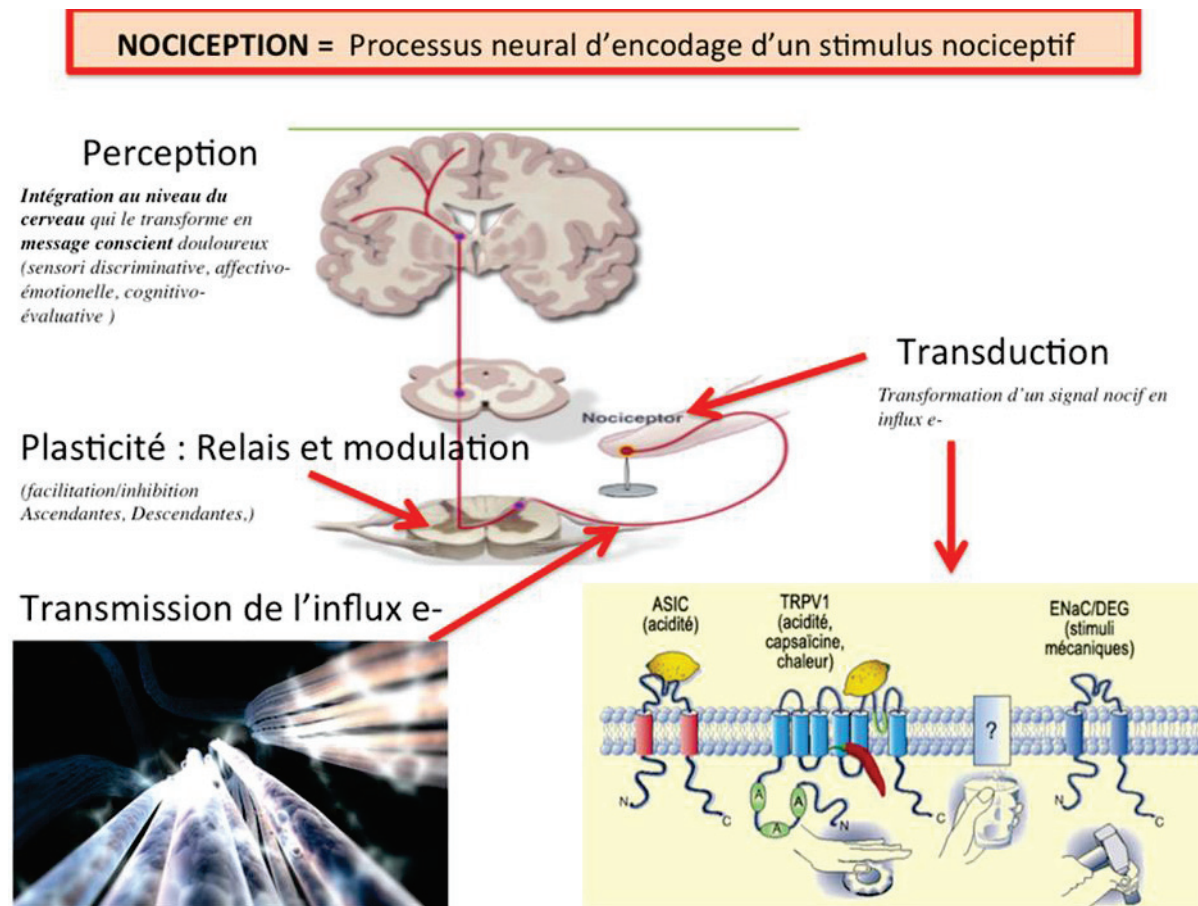 NOCICEPTION = Processus neural d'encodage d'un stimulus nociceptif
Perception
Intégration au niveau du
cerveau qui le transforme en
message conscient douloureux
(sensori discriminative, affectivo-
émotionelle, cognitivo-
évaluative )
Transduction
Transformation d'un signal nocif en
influx e-
Nociceptor
Plasticité : Relais et modulation
(facilitation/inhibition
Ascendantes, Descendantes,)
Transmission de l'influx e-
ASIC
(acidité)
TRPV1
(acidité,
capsaïcine,
chaleur)
ENaC/DEG
(stimuli
mécaniques)
?
N
C
A
A
A
N
C
N
C